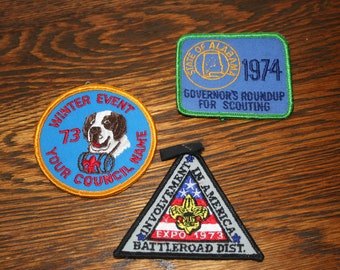 WINTER EVENT
73
YOUR COUNCIL NAME
STATE OF ALABAMA
1974
GOVERNOR'S ROUNDUP
FOR SCOUTING
INVOLVEMENT IN AMERICA
EXPO 1973
BATTLEROAD DIST.